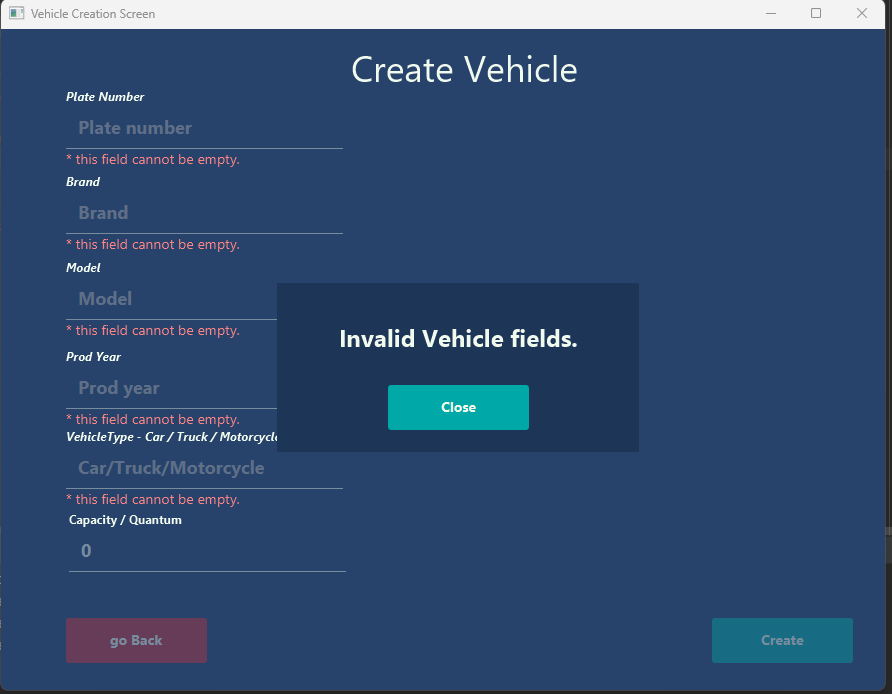 Vehicle Creation Screen
Create Vehicle
Plate Number
Plate number
* this field cannot be empty.
Brand
Brand
* this field cannot be empty.
Model
Model
* this field cannot be empty.
Invalid Vehicle fields.
Prod Year
Prod year
Close
* this field cannot be empty.
VehicleType - Car / Truck / Motorcycle
Car/Truck/Motorcycle
* this field cannot be empty.
Capacity / Quantum
0
go Back
Create